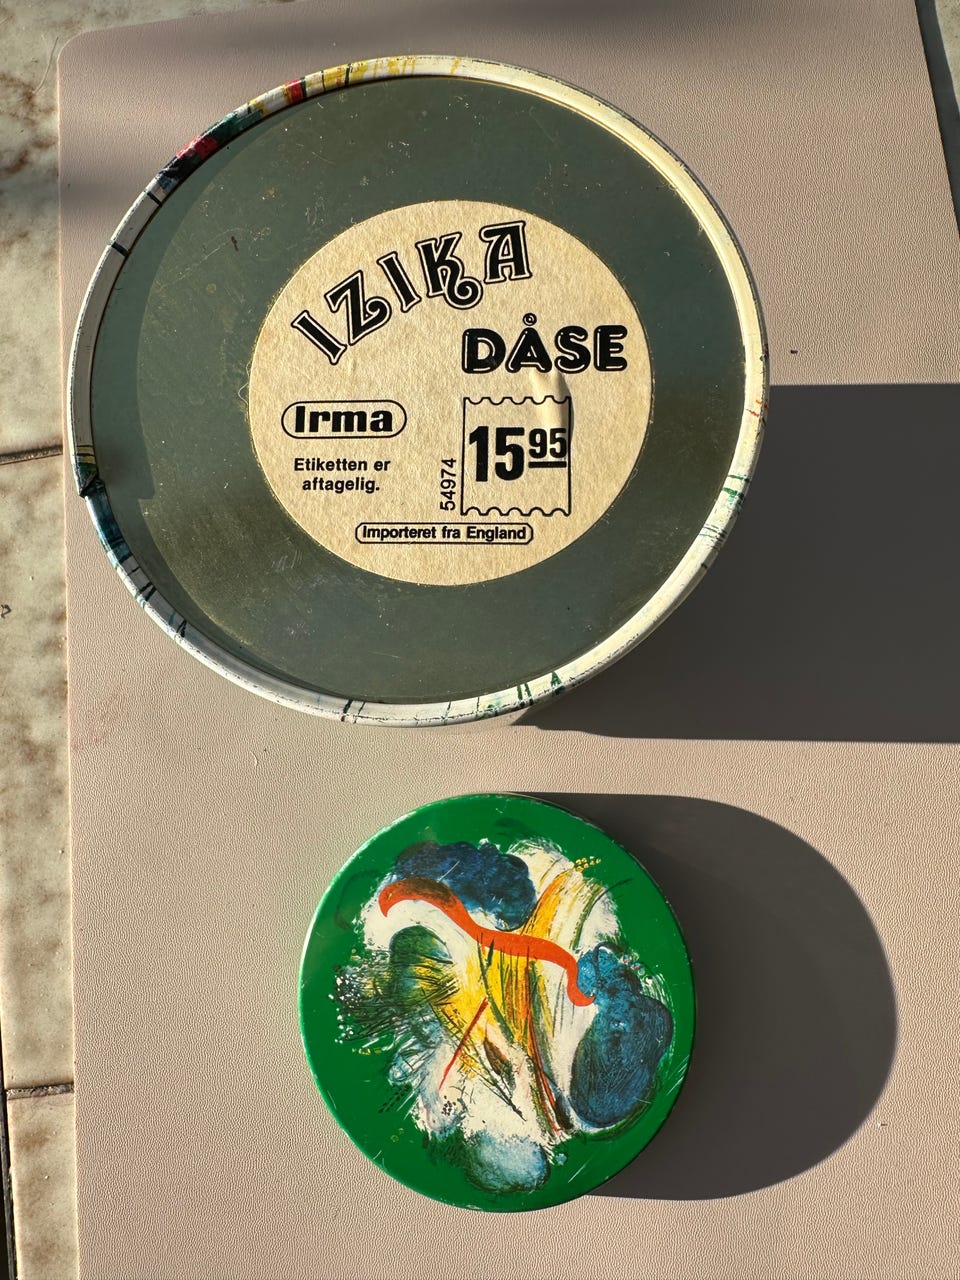 IZIKA
DÅSE
Irma
Etiketten er
aftagelig.
54974
15 95
Importeret fra England